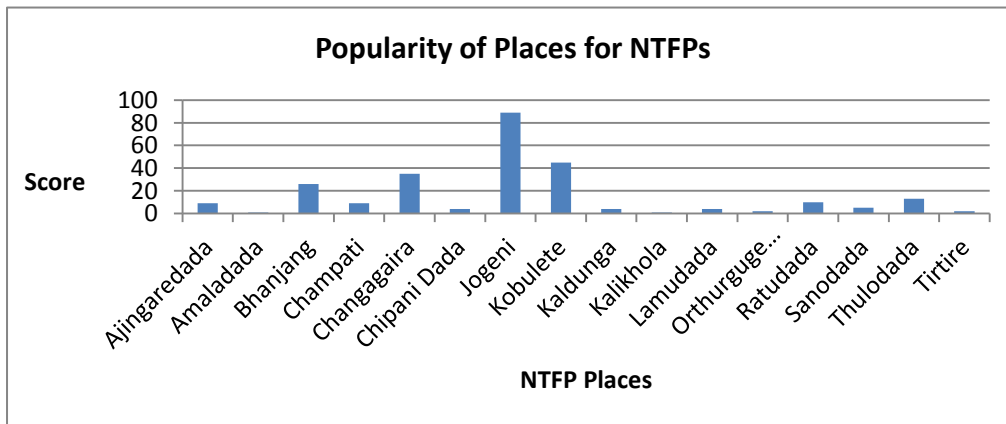 Popularity of Places for NTFPs
Score
100
80
60
40
20
0
Ajingaredada
Amaladada
Bhanjang
Champati
Changagaira
Chipani Dada
Jogeni
Kobulete
Kaldunga
Kalikhola
Lamudada
Orthurguge...
Ratudada
Sanodada
Thulodada
Tirtire
NTFP Places